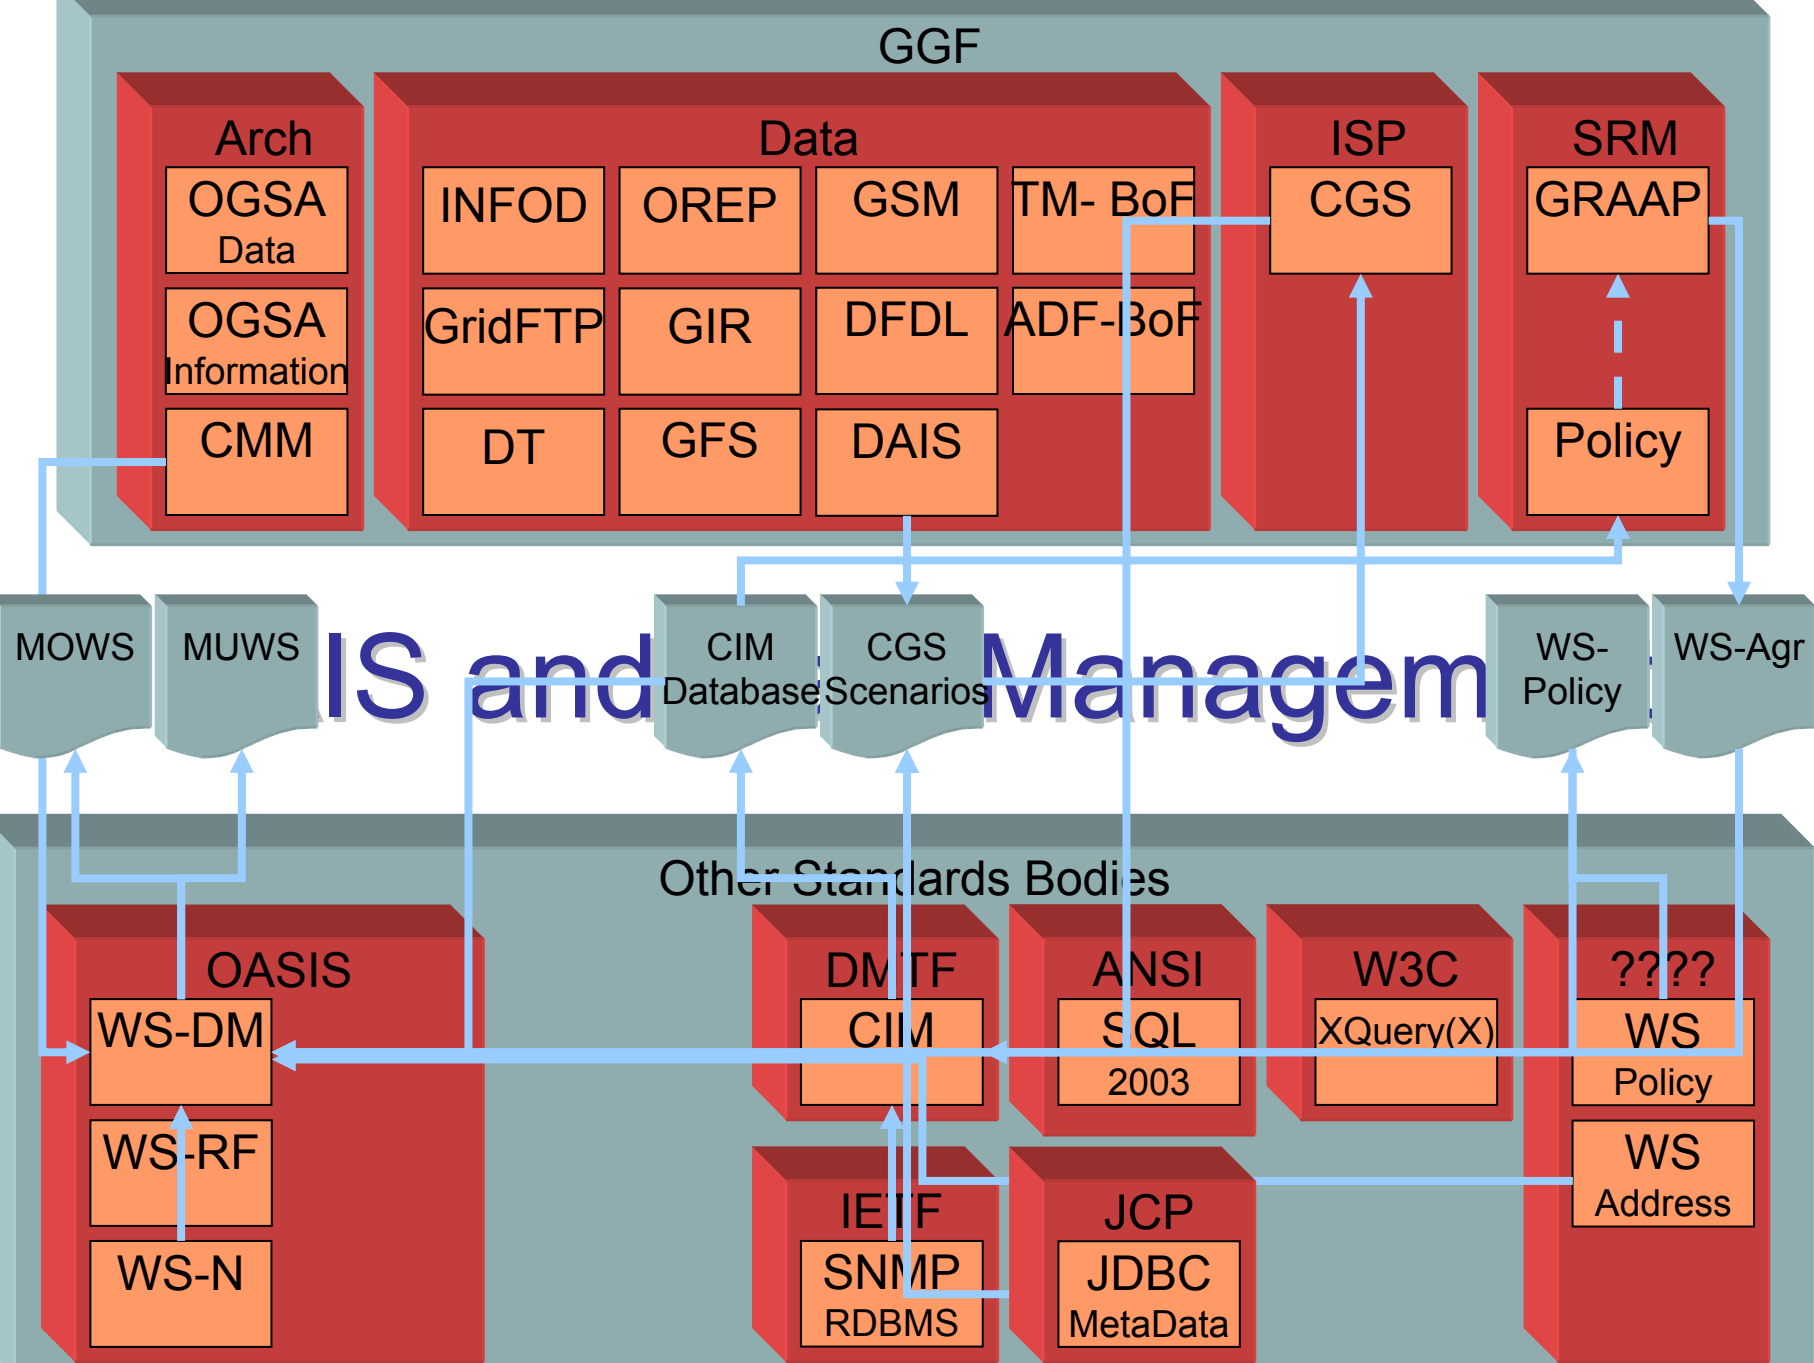 GGF
Arch
Data
ISP
SRM
OGSA
Data
INFOD
OREP
GSM
TM- BoF
CGS
GRAAP
OGSA
Information
GridFTP
GIR
DFDL
ADF-BoF
CMM
DT
GFS
DAIS
Policy
MOWS
MUWS
IS and
CIM
Database
CGS
Scenarios
Managem
WS-
Policy
WS-Agr
Other Standards Bodies
OASIS
DMTF
ANSI
W3C
????
WS-DM
CIM
SQL
2003
XQuery(X)
WS
Policy
WS-RF
IETF
JCP
WS
Address
WS-N
SNMP
RDBMS
JDBC
MetaData